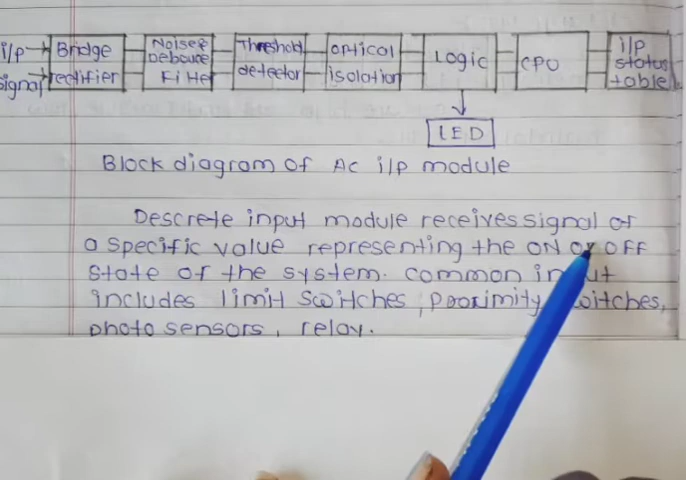 i/p Bridge Noise & Threshold optical Logic CPU i/p
signal rectifier Debounce Filter detector isolation status
table
LED
Block diagram of Ac i/p module
Descrete input module receives signal of
a specific value representing the ON or OFF
state of the system. common input
includes limit switches, proximity switches,
photo sensors, relay.